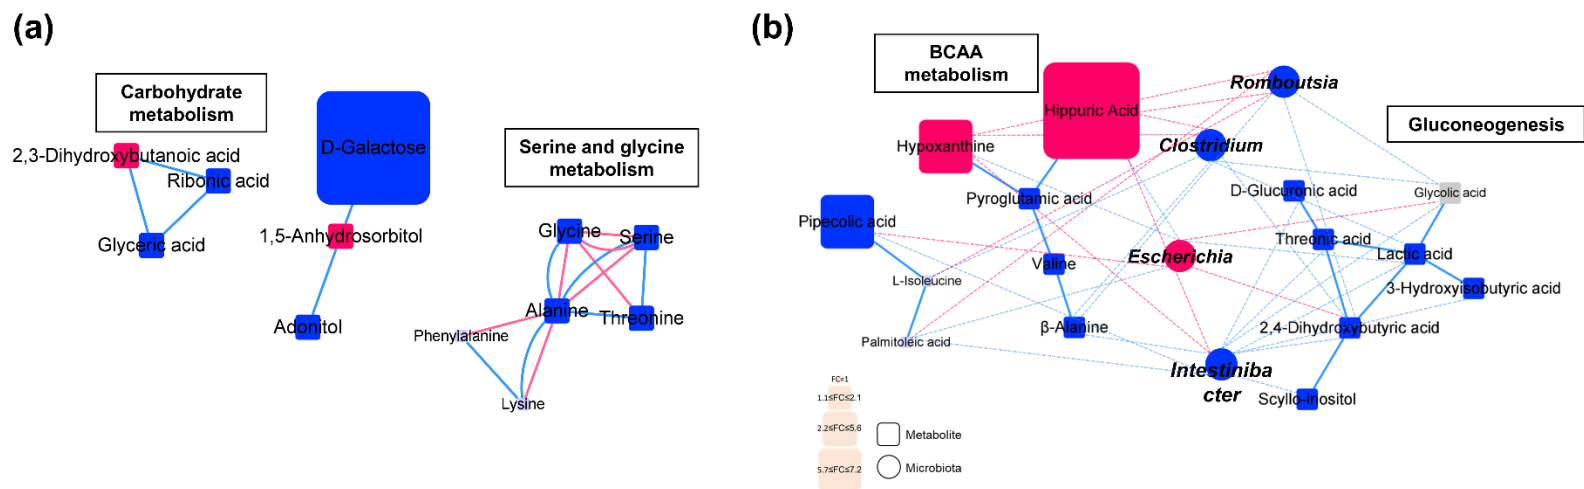 (a)
Carbohydrate
metabolism
2,3-Dihydroxybutanoic acid
Ribonic acid
Glyceric acid
D-Galactose
1,5-Anhydrosorbitol
Adonitol
Serine and glycine
metabolism
Glycine
Serine
Alanine
Threonine
Phenylalanine
Lysine
(b)
BCAA
metabolism
Hippuric Acid
Romboutsia
Gluconeogenesis
Hypoxanthine
Clostridium
Pyroglutamic acid
D-Glucuronic acid
Glycolic acid
Pipecolic acid
Threonic acid
Lactic acid
Escherichia
Valine
L-Isoleucine
3-Hydroxyisobutyric acid
β-Alanine
2,4-Dihydroxybutyric acid
Palmitoleic acid
Intestiniba
cter
Scyllo-inositol
FC=1
1.1≤FC≤2.1
2.2≤FC≤5.6
5.7≤FC≤7.2
Metabolite
Microbiota